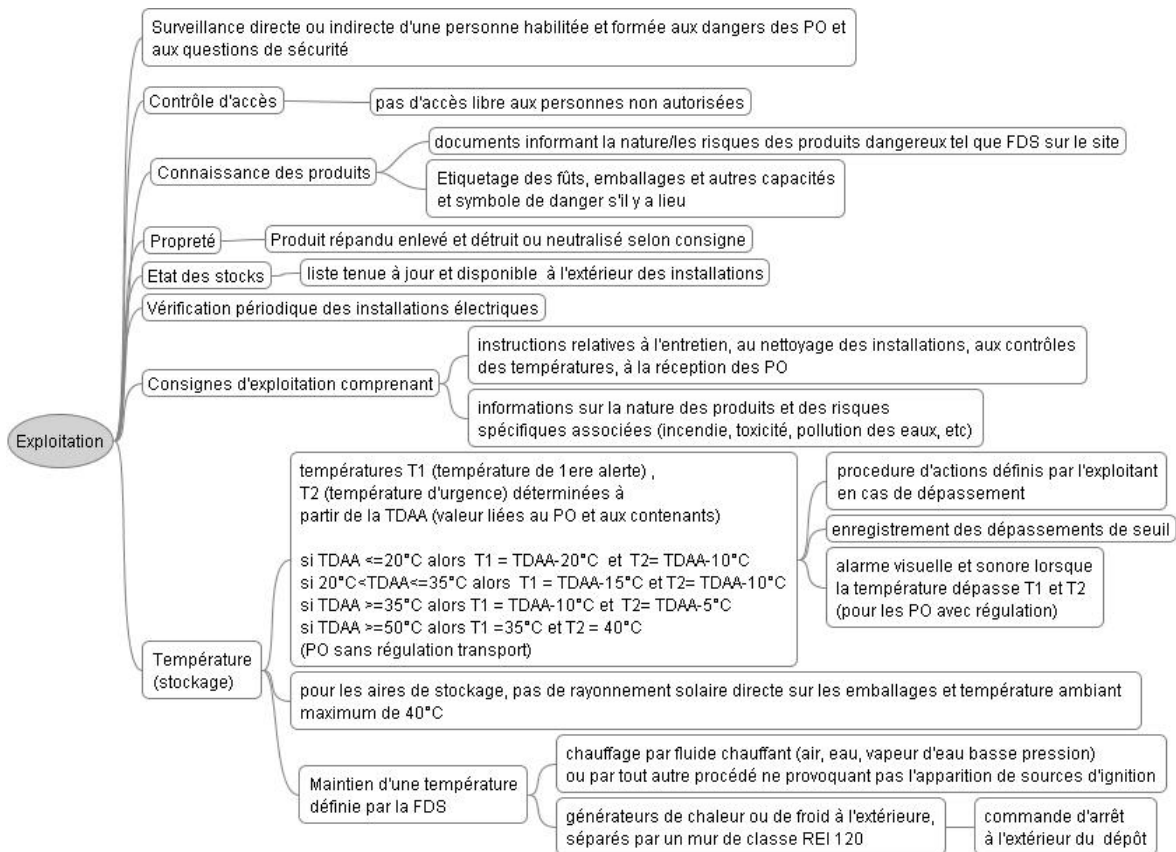 Surveillance directe ou indirecte d'une personne habilitée et formée aux dangers des PO et
aux questions de sécurité
Contrôle d'accès
pas d'accès libre aux personnes non autorisées
Connaissance des produits
documents informant la nature/les risques des produits dangereux tel que FDS sur le site
Etiquetage des fûts, emballages et autres capacités
et symbole de danger s'il y a lieu
Propreté
Produit répandu enlevé et détruit ou neutralisé selon consigne
Etat des stocks
liste tenue à jour et disponible à l'extérieur des installations
Vérification périodique des installations électriques
Consignes d'exploitation comprenant
instructions relatives à l'entretien, au nettoyage des installations, aux contrôles
des températures, à la réception des PO
informations sur la nature des produits et des risques
spécifiques associées (incendie, toxicité, pollution des eaux, etc)
Exploitation
Température
(stockage)
températures T1 (température de 1ere alerte) ,
T2 (température d'urgence) déterminées à
partir de la TDAA (valeur liées au PO et aux contenants)
si TDAA <=20°C alors T1 = TDAA-20°C et T2= TDAA-10°C
si 20°C<TDAA<=35°C alors T1 = TDAA-15°C et T2= TDAA-10°C
si TDAA >=35°C alors T1 = TDAA-10°C et T2= TDAA-5°C
si TDAA >=50°C alors T1 =35°C et T2 = 40°C
(PO sans régulation transport)
procedure d'actions définis par l'exploitant
en cas de dépassement
enregistrement des dépassements de seuil
alarme visuelle et sonore lorsque
la température dépasse T1 et T2
(pour les PO avec régulation)
pour les aires de stockage, pas de rayonnement solaire directe sur les emballages et température ambiant
maximum de 40°C
Maintien d'une température
définie par la FDS
chauffage par fluide chauffant (air, eau, vapeur d'eau basse pression)
ou par tout autre procédé ne provoquant pas l'apparition de sources d'ignition
générateurs de chaleur ou de froid à l'extérieure,
séparés par un mur de classe REI 120
commande d'arrêt
à l'extérieur du dépôt